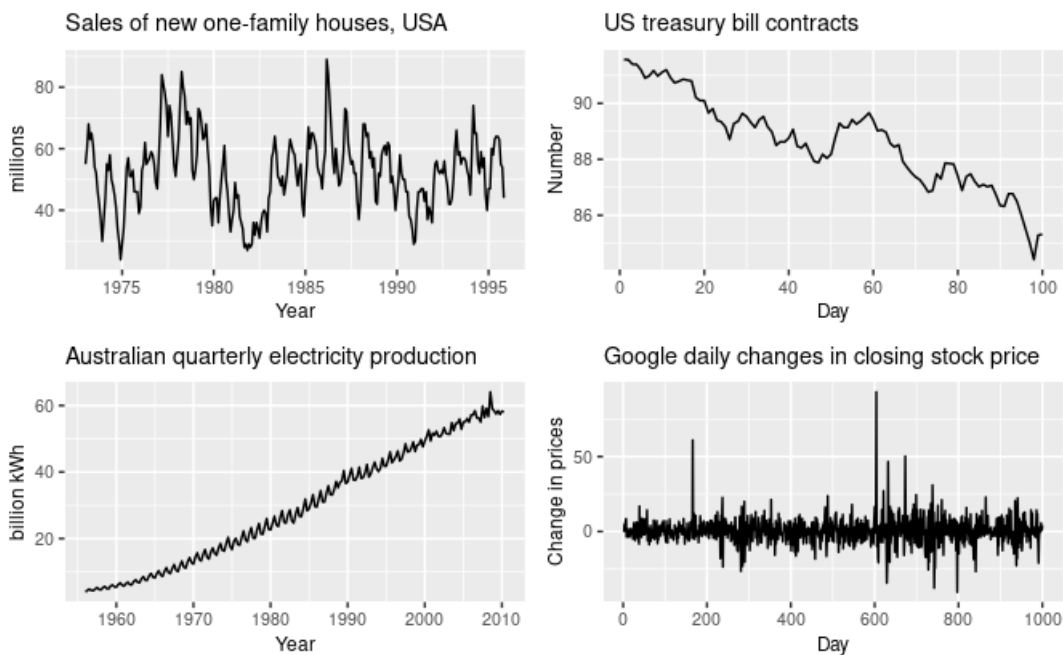 Sales of new one-family houses, USA
80
60
40
millions
1975 1980 1985 1990 1995
Year
US treasury bill contracts
90
88
86
Number
0 20 40 60 80 100
Day
Australian quarterly electricity production
60
40
20
billion kWh
1960 1970 1980 1990 2000 2010
Year
Google daily changes in closing stock price
50
0
Change in prices
0 200 400 600 800 1000
Day